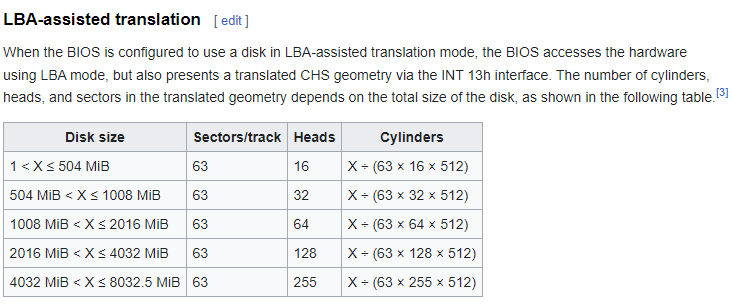 LBA-assisted translation [ edit ]
When the BIOS is configured to use a disk in LBA-assisted translation mode, the BIOS accesses the hardware
using LBA mode, but also presents a translated CHS geometry via the INT 13h interface. The number of cylinders,
heads, and sectors in the translated geometry depends on the total size of the disk, as shown in the following table.[3]
Disk size Sectors/track Heads Cylinders
1 < X ≤ 504 MiB 63 16 X ÷ (63 × 16 × 512)
504 MiB < X ≤ 1008 MiB 63 32 X ÷ (63 × 32 × 512)
1008 MiB < X ≤ 2016 MiB 63 64 X ÷ (63 × 64 × 512)
2016 MiB < X ≤ 4032 MiB 63 128 X ÷ (63 × 128 × 512)
4032 MiB < X ≤ 8032.5 MiB 63 255 X ÷ (63 × 255 × 512)